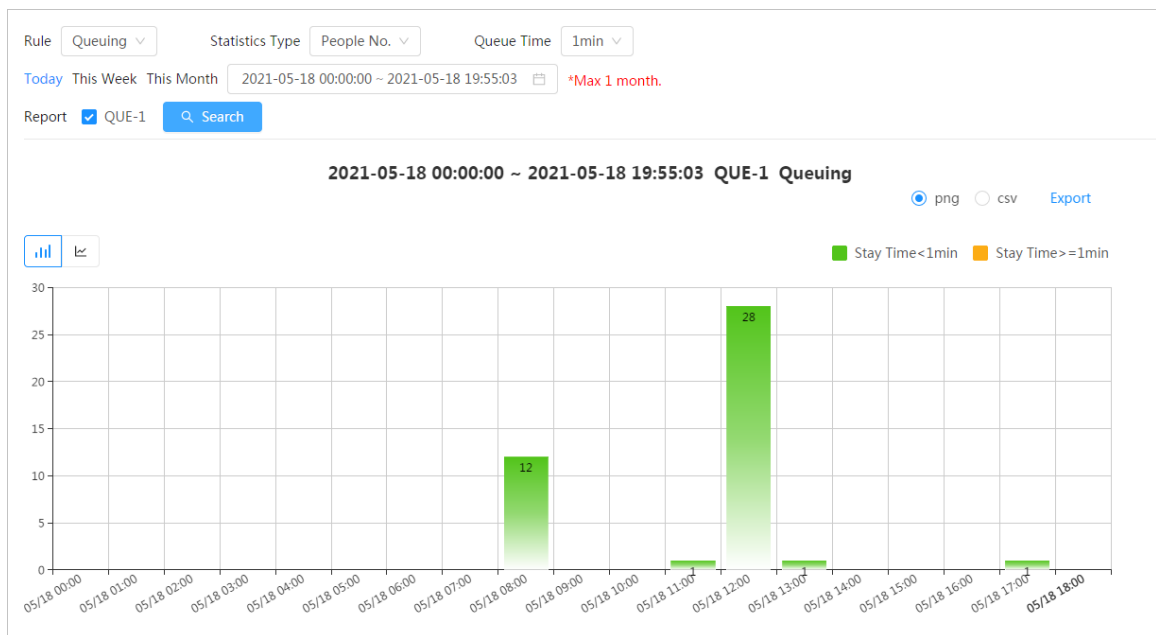 Rule Queuing Statistics Type People No. Queue Time 1min
Today This Week This Month 2021-05-18 00:00:00 ~ 2021-05-18 19:55:03 *Max 1 month.
Report QUE-1 Search
2021-05-18 00:00:00 ~ 2021-05-18 19:55:03 QUE-1 Queuing
png csv Export
Stay Time<1min Stay Time>=1min
30
28
25
20
15
12
10
5
0
1 1 1
05/18 00:00 05/18 01:00 05/18 02:00 05/18 03:00 05/18 04:00 05/18 05:00 05/18 06:00 05/18 07:00 05/18 08:00 05/18 09:00 05/18 10:00 05/18 11:00 05/18 12:00 05/18 13:00 05/18 14:00 05/18 15:00 05/18 16:00 05/18 17:00 05/18 18:00